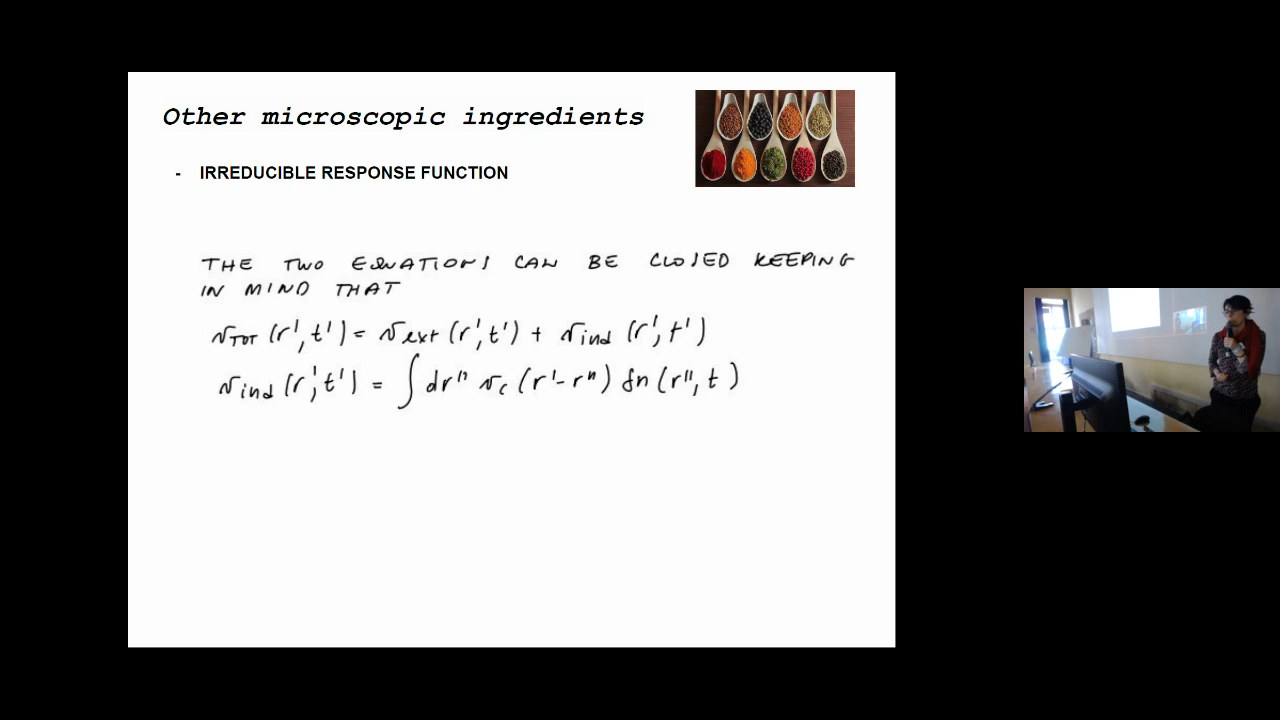 Other microscopic ingredients
- IRREDUCIBLE RESPONSE FUNCTION
THE TWO EQUATIONS CAN BE CLOSED KEEPING
IN MIND THAT
v_TOT (r', t') = v_ext (r', t') + v_ind (r', t')
v_ind (r', t') = ∫ dr" v_c (r' - r") δn (r", t)